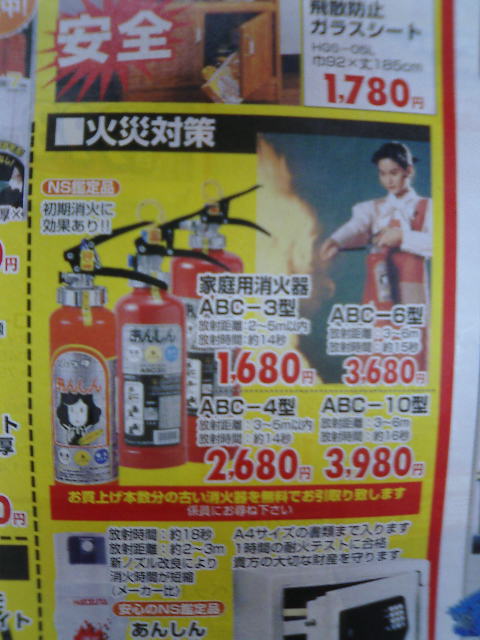 安全
飛散防止
ガラスシート
HGS-05L
巾92×丈185cm
1,780円
■火災対策
NS鑑定品
初期消火に
効果あり!!
家庭用消火器
ABC-3型
放射距離:2~5m以内
放射時間:約14秒
1,680円
ABC-6型
放射距離:3~6m
放射時間:約15秒
3,680円
ABC-4型
放射距離:3~5m以内
放射時間:約14秒
2,680円
ABC-10型
放射距離:3~6m
放射時間:約16秒
3,980円
あんしん
あんしん
お買上げ本数分の古い消火器を無料でお引取り致します
係員にお尋ね下さい
放射時間:約18秒
放射距離:約2~3m
新ノズル改良により
消火時間が短縮
(メーカー比)
安心のNS鑑定品
あんしん
A4サイズの書類まで入ります
1時間の耐火テストに合格
貴方の大切な財産を守ります
円
円